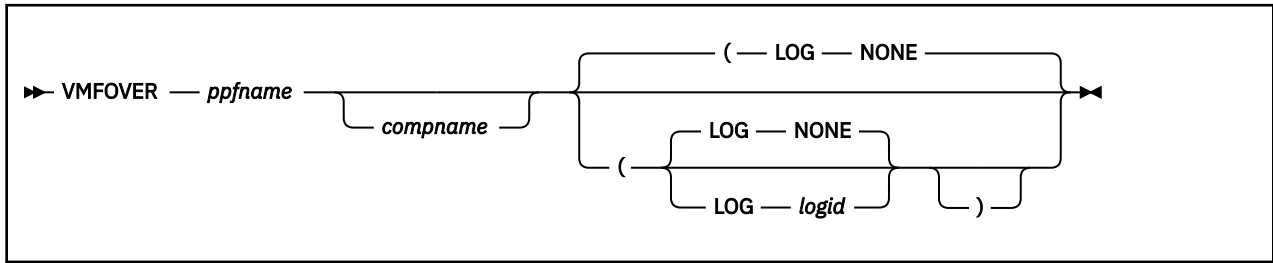 ( LOG NONE
VMFOVER ppfname
compname
LOG NONE
(
LOG logid
)